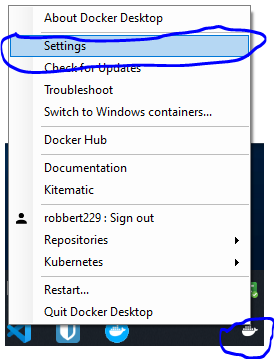 About Docker Desktop
Settings
Check for Updates
Troubleshoot
Switch to Windows containers...
Docker Hub
Documentation
Kitematic
robbert229 : Sign out
Repositories
Kubernetes
Restart...
Quit Docker Desktop